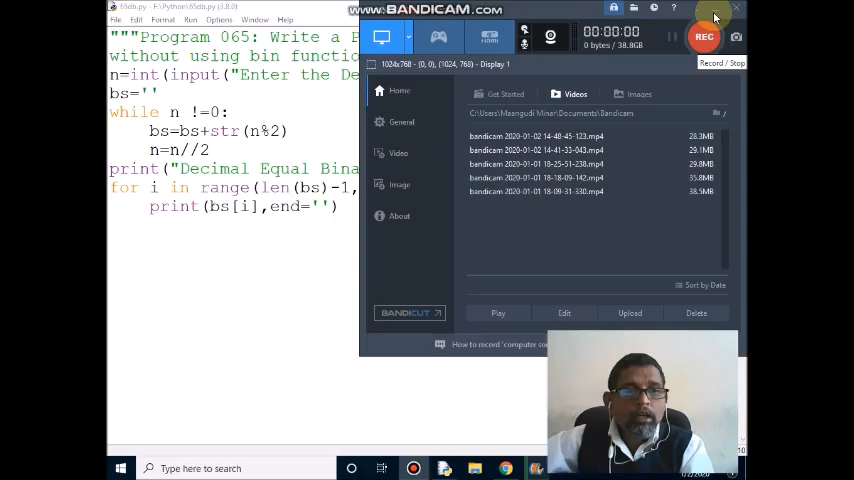 65db.py - F:\Python\65db.py (3.8.0)
File Edit Format Run Options Window Help
"""Program 065: Write a P
without using bin functio
n=int(input("Enter the De
bs=''
while n !=0:
bs=bs+str(n%2)
n=n//2
print("Decimal Equal Bina
for i in range(len(bs)-1,
print(bs[i],end='')
www.BANDICAM.com
HDMI
00:00:00
0 bytes / 38.8GB
REC
Record / Stop
1024x768 - (0, 0), (1024, 768) - Display 1
Home
General
Video
Image
About
BANDICUT
Get Started Videos Images
C:\Users\Maangudi Minar\Documents\Bandicam
bandicam 2020-01-02 14-48-45-123.mp4 28.3MB
bandicam 2020-01-02 14-41-33-043.mp4 29.1MB
bandicam 2020-01-01 18-25-51-238.mp4 29.8MB
bandicam 2020-01-01 18-18-09-142.mp4 35.8MB
bandicam 2020-01-01 18-09-31-330.mp4 38.5MB
Sort by Date
Play Edit Upload Delete
How to record 'computer so
10
Type here to search
1/2/2020